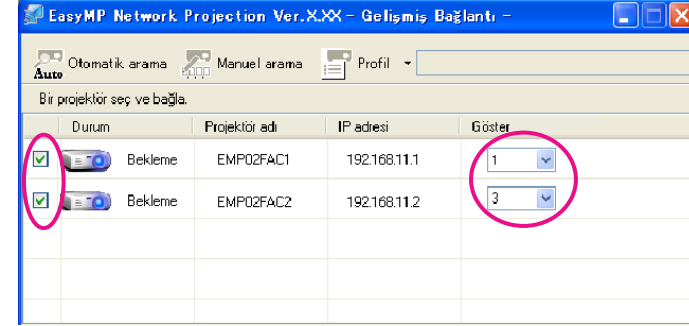 EasyMP Network Projection Ver.X.XX - Gelişmiş Bağlantı -
Auto Otomatik arama Manuel arama Profil
Bir projektör seç ve bağla.
Durum Projektör adı IP adresi Göster
Bekleme EMP02FAC1 192.168.11.1 1
Bekleme EMP02FAC2 192.168.11.2 3